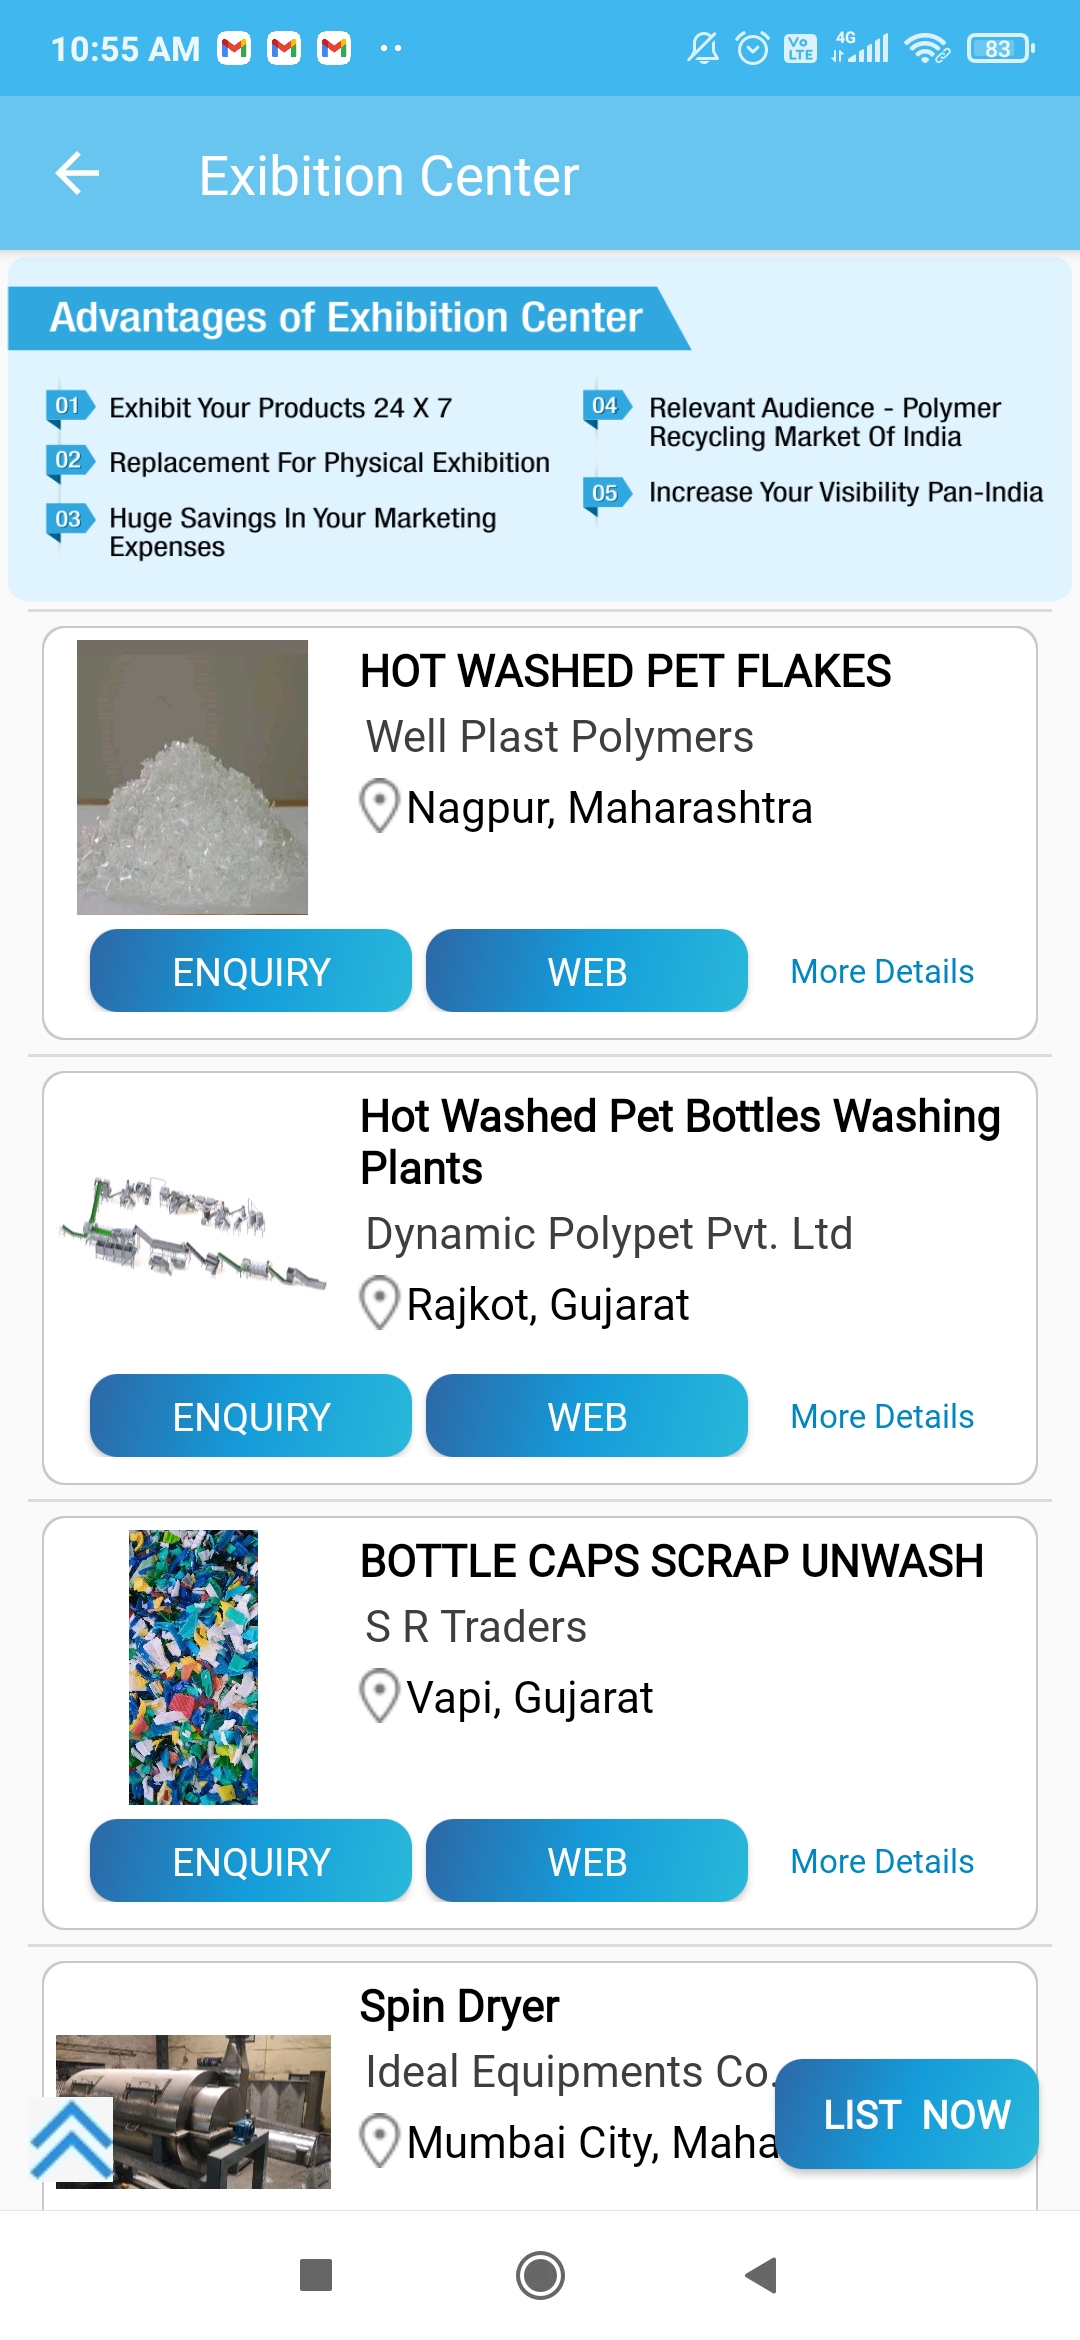 10:55 AM
Vo LTE
4G
83
Exibition Center
Advantages of Exhibition Center
01 Exhibit Your Products 24 X 7
02 Replacement For Physical Exhibition
03 Huge Savings In Your Marketing
Expenses
04 Relevant Audience - Polymer
Recycling Market Of India
05 Increase Your Visibility Pan-India
HOT WASHED PET FLAKES
Well Plast Polymers
Nagpur, Maharashtra
ENQUIRY WEB More Details
Hot Washed Pet Bottles Washing
Plants
Dynamic Polypet Pvt. Ltd
Rajkot, Gujarat
ENQUIRY WEB More Details
BOTTLE CAPS SCRAP UNWASH
S R Traders
Vapi, Gujarat
ENQUIRY WEB More Details
Spin Dryer
Ideal Equipments Co.
Mumbai City, Maha
LIST NOW